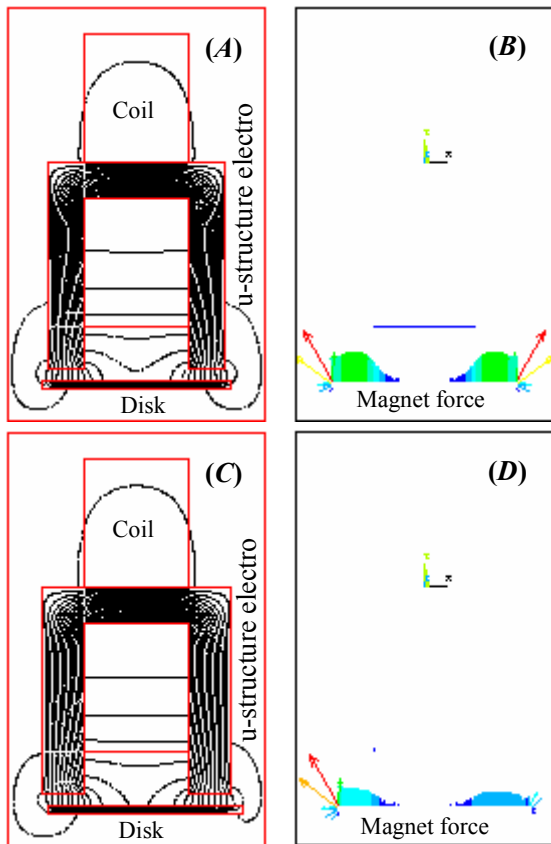 (A)
Coil
u-structure electro
Disk
(B)
x
Magnet force
(C)
Coil
u-structure electro
Disk
(D)
x
Magnet force